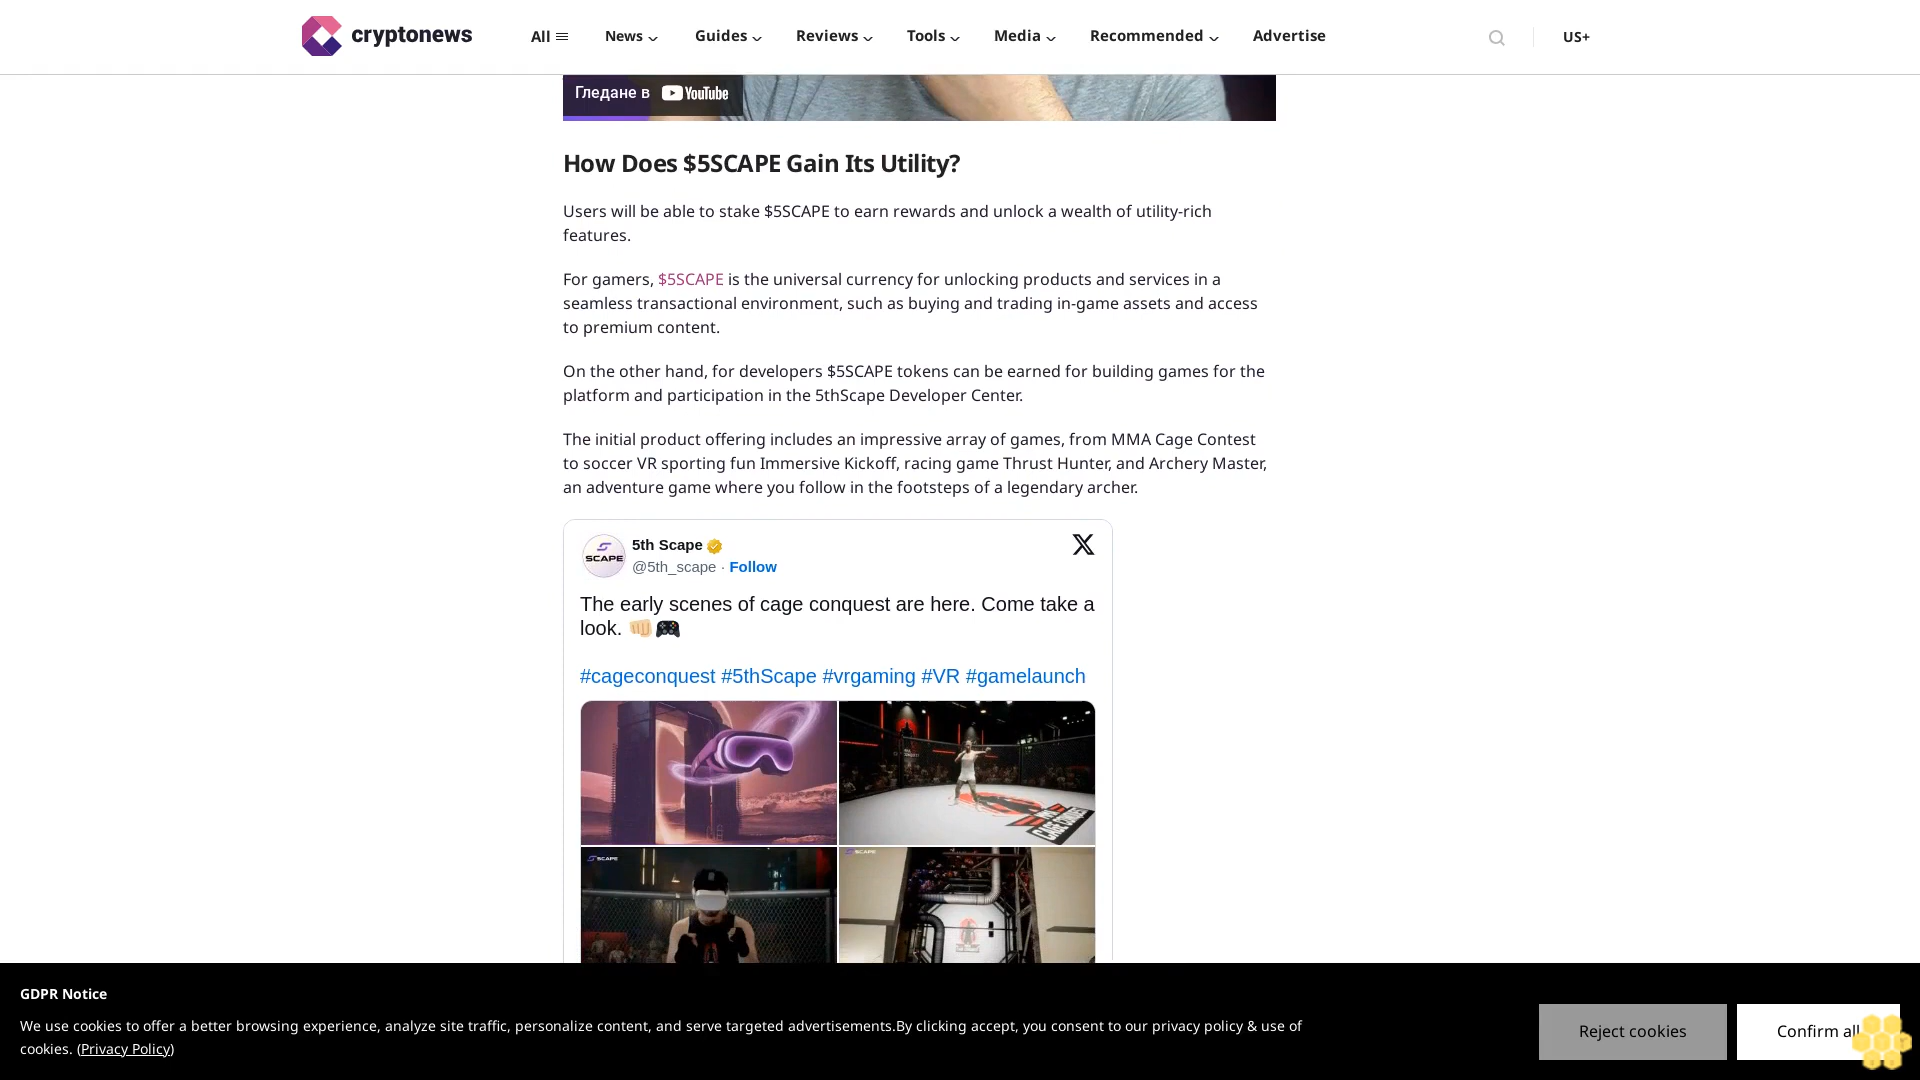 cryptonews
All
News
Guides
Reviews
Tools
Media
Recommended
Advertise
US+
Гледане в YouTube
How Does $5SCAPE Gain Its Utility?
Users will be able to stake $5SCAPE to earn rewards and unlock a wealth of utility-rich
features.
For gamers, $5SCAPE is the universal currency for unlocking products and services in a
seamless transactional environment, such as buying and trading in-game assets and access
to premium content.
On the other hand, for developers $5SCAPE tokens can be earned for building games for the
platform and participation in the 5thScape Developer Center.
The initial product offering includes an impressive array of games, from MMA Cage Contest
to soccer VR sporting fun Immersive Kickoff, racing game Thrust Hunter, and Archery Master,
an adventure game where you follow in the footsteps of a legendary archer.
SCAPE
5th Scape
@5th_scape · Follow
The early scenes of cage conquest are here. Come take a
look. 👊🏼🎮
#cageconquest #5thScape #vrgaming #VR #gamelaunch
CAGE CONQUEST
SCAPE
SCAPE
GDPR Notice
We use cookies to offer a better browsing experience, analyze site traffic, personalize content, and serve targeted advertisements.By clicking accept, you consent to our privacy policy & use of
cookies. (Privacy Policy)
Reject cookies
Confirm all